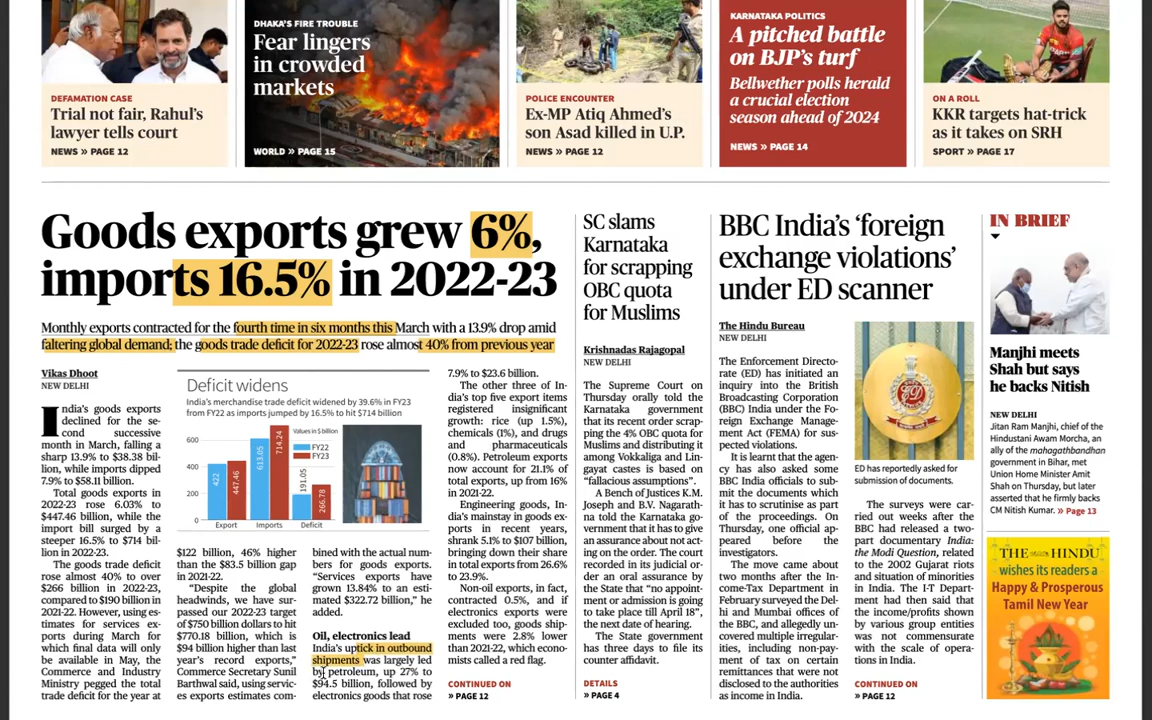 DEFAMATION CASE
Trial not fair, Rahul's
lawyer tells court
NEWS » PAGE 12
DHAKA'S FIRE TROUBLE
Fear lingers
in crowded
markets
WORLD » PAGE 15
POLICE ENCOUNTER
Ex-MP Atiq Ahmed's
son Asad killed in U.P.
NEWS » PAGE 12
KARNATAKA POLITICS
A pitched battle
on BJP's turf
Bellwether polls herald
a crucial election
season ahead of 2024
NEWS » PAGE 14
ON A ROLL
KKR targets hat-trick
as it takes on SRH
SPORT » PAGE 17
Goods exports grew 6%,
imports 16.5% in 2022-23
Monthly exports contracted for the fourth time in six months this March with a 13.9% drop amid
faltering global demand; the goods trade deficit for 2022-23 rose almost 40% from previous year
Vikas Dhoot
NEW DELHI
India's goods exports
declined for the se-
cond successive
month in March, falling a
sharp 13.9% to $38.38 bil-
lion, while imports dipped
7.9% to $58.11 billion.
Total goods exports in
2022-23 rose 6.03% to
$447.46 billion, while the
import bill surged by a
steeper 16.5% to $714 bil-
lion in 2022-23.
The goods trade deficit
rose almost 40% to over
$266 billion in 2022-23,
compared to $190 billion in
2021-22. However, using es-
timates for services ex-
ports during March for
which final data will only
be available in May, the
Commerce and Industry
Ministry pegged the total
trade deficit for the year at
Deficit widens
India's merchandise trade deficit widened by 39.6% in FY23
from FY22 as imports jumped by 16.5% to hit $714 billion
Values in $ billion
FY22
FY23
600
400
200
0
422
447.46
613.05
714.24
191.05
266.78
Export
Imports
Deficit
$122 billion, 46% higher
than the $83.5 billion gap
in 2021-22.
"Despite the global
headwinds, we have sur-
passed our 2022-23 target
of $750 billion dollars to hit
$770.18 billion, which is
$94 billion higher than last
year's record exports,"
Commerce Secretary Sunil
Barthwal said, using servic-
es exports estimates com-
bined with the actual num-
bers for goods exports.
"Services exports have
grown 13.84% to an esti-
mated $322.72 billion," he
added.
Oil, electronics lead
India's uptick in outbound
shipments was largely led
by petroleum, up 27% to
$94.5 billion, followed by
electronics goods that rose
7.9% to $23.6 billion.
The other three of In-
dia's top five export items
registered insignificant
growth: rice (up 1.5%),
chemicals (1%), and drugs
and pharmaceuticals
(0.8%). Petroleum exports
now account for 21.1% of
total exports, up from 16%
in 2021-22.
Engineering goods, In-
dia's mainstay in goods ex-
ports in recent years,
shrank 5.1% to $107 billion,
bringing down their share
in total exports from 26.6%
to 23.9%.
Non-oil exports, in fact,
contracted 0.5%, and if
electronics exports were
excluded too, goods ship-
ments were 2.8% lower
than 2021-22, which econo-
mists called a red flag.
CONTINUED ON
» PAGE 12
SC slams
Karnataka
for scrapping
OBC quota
for Muslims
Krishnadas Rajagopal
NEW DELHI
The Supreme Court on
Thursday orally told the
Karnataka government
that its recent order scrap-
ping the 4% OBC quota for
Muslims and distributing it
among Vokkaliga and Lin-
gayat castes is based on
"fallacious assumptions".
A Bench of Justices K.M.
Joseph and B.V. Nagarath-
na told the Karnataka go-
vernment that it has to give
an assurance about not act-
ing on the order. The court
recorded in its judicial or-
der an oral assurance by
the State that "no appoint-
ment or admission is going
to take place till April 18",
the next date of hearing.
The State government
has three days to file its
counter affidavit.
DETAILS
» PAGE 4
BBC India's 'foreign
exchange violations'
under ED scanner
The Hindu Bureau
NEW DELHI
The Enforcement Directo-
rate (ED) has initiated an
inquiry into the British
Broadcasting Corporation
(BBC) India under the Fo-
reign Exchange Manage-
ment Act (FEMA) for sus-
pected violations.
It is learnt that the agen-
cy has also asked some
BBC India officials to sub-
mit the documents which
it has to scrutinise as part
of the proceedings. On
Thursday, one official ap-
peared before the
investigators.
The move came about
two months after the In-
come-Tax Department in
February surveyed the Del-
hi and Mumbai offices of
the BBC, and allegedly un-
covered multiple irregular-
ities, including non-pay-
ment of tax on certain
remittances that were not
disclosed to the authorities
as income in India.
ED has reportedly asked for
submission of documents.
The surveys were car-
ried out weeks after the
BBC had released a two-
part documentary India:
the Modi Question, related
to the 2002 Gujarat riots
and situation of minorities
in India. The I-T Depart-
ment had then said that
the income/profits shown
by various group entities
was not commensurate
with the scale of opera-
tions in India.
CONTINUED ON
» PAGE 12
IN BRIEF
Manjhi meets
Shah but says
he backs Nitish
NEW DELHI
Jitan Ram Manjhi, chief of the
Hindustani Awam Morcha, an
ally of the mahagathbandhan
government in Bihar, met
Union Home Minister Amit
Shah on Thursday, but later
asserted that he firmly backs
CM Nitish Kumar. » Page 13
THE HINDU
wishes its readers a
Happy & Prosperous
Tamil New Year